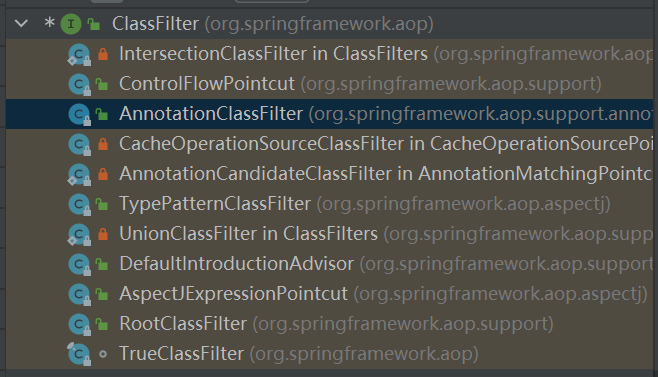 ClassFilter (org.springframework.aop)
IntersectionClassFilter in ClassFilters (org.springframework.aop
ControlFlowPointcut (org.springframework.aop.support)
AnnotationClassFilter (org.springframework.aop.support.annot
CacheOperationSourceClassFilter in CacheOperationSourcePoi
AnnotationCandidateClassFilter in AnnotationMatchingPointc
TypePatternClassFilter (org.springframework.aop.aspectj)
UnionClassFilter in ClassFilters (org.springframework.aop.supp
DefaultIntroductionAdvisor (org.springframework.aop.support
AspectJExpressionPointcut (org.springframework.aop.aspectj)
RootClassFilter (org.springframework.aop.support)
TrueClassFilter (org.springframework.aop)